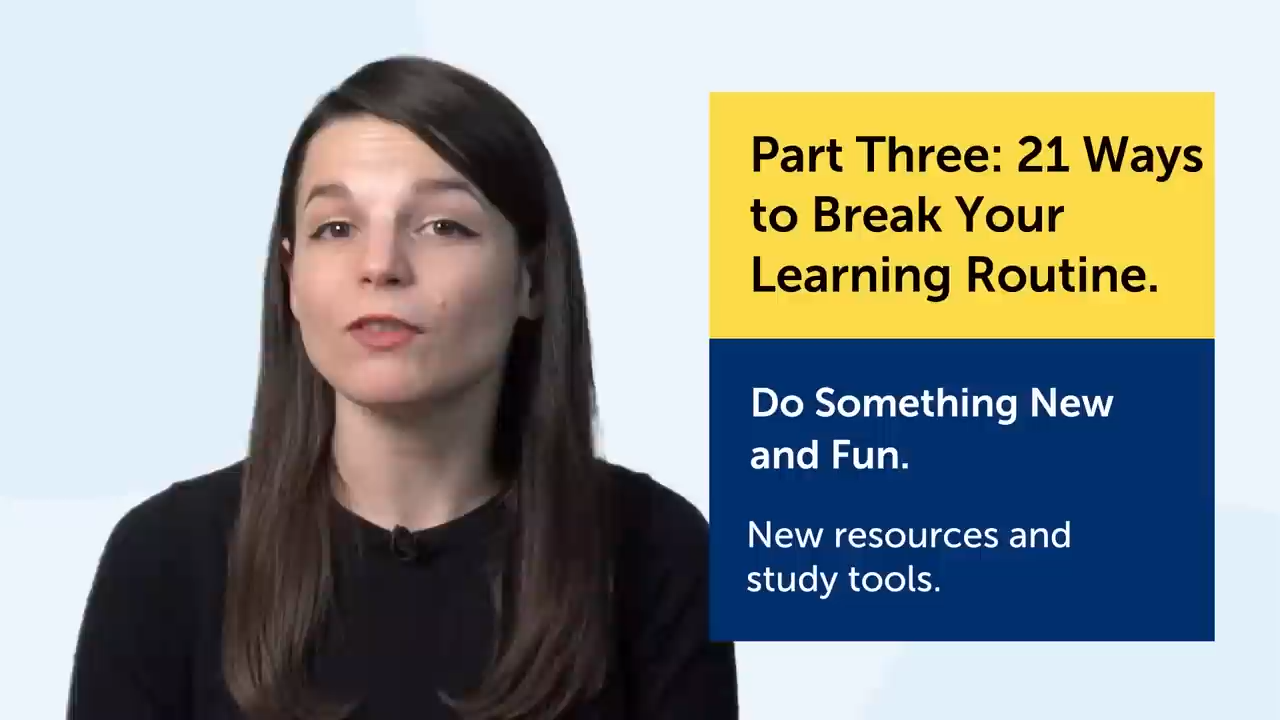 Part Three: 21 Ways
to Break Your
Learning Routine.
Do Something New
and Fun.
New resources and
study tools.